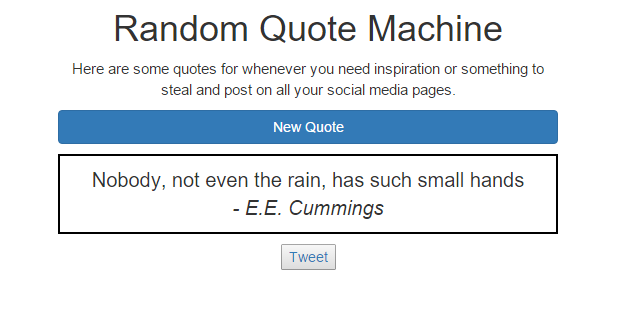 Random Quote Machine
Here are some quotes for whenever you need inspiration or something to
steal and post on all your social media pages.
New Quote
Nobody, not even the rain, has such small hands
- E.E. Cummings
Tweet